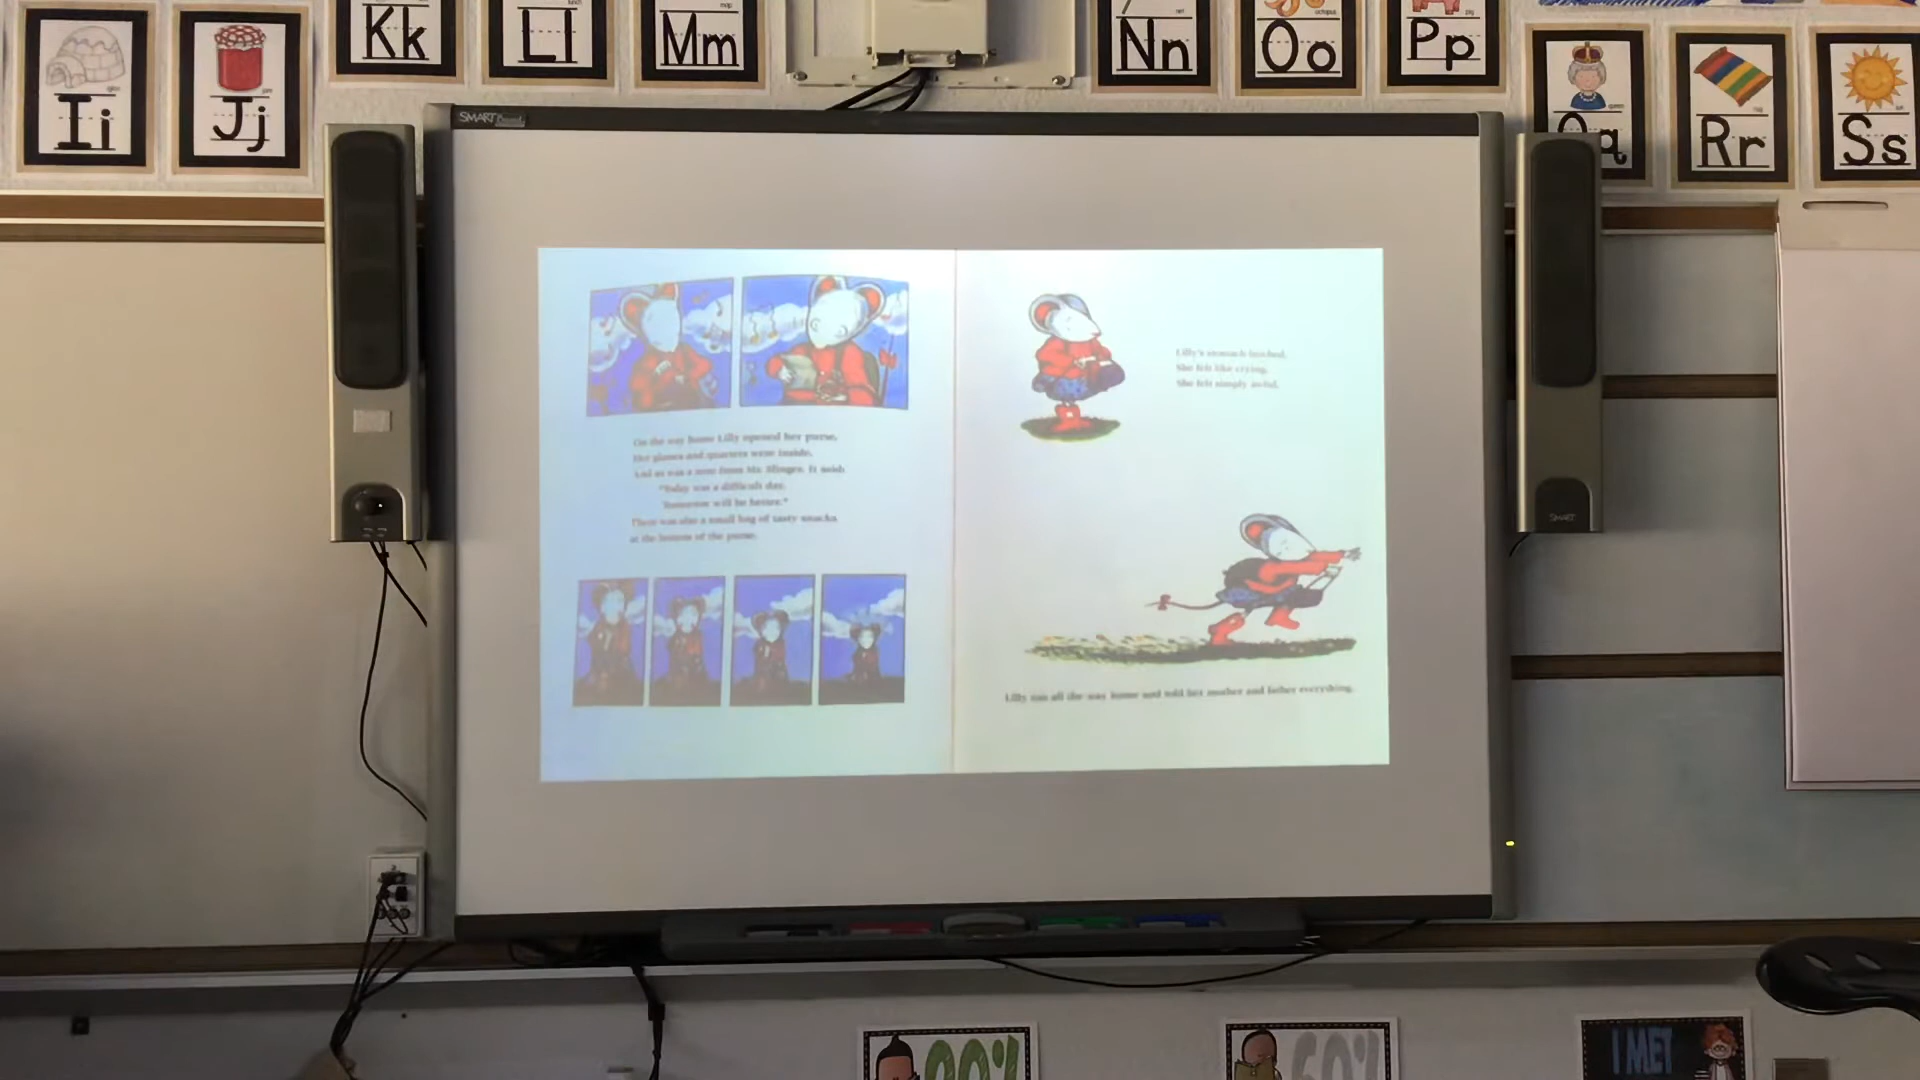 Ii
Jj
Kk
Ll
Mm
Nn
Oo
Pp
Qq
Rr
Ss
SMART Board
On the way home Lilly opened her purse.
Her glasses and quarters were inside.
And so was a note from Mr. Slinger. It said,
"Today was a difficult day.
Tomorrow will be better."
There was also a small bag of tasty snacks
at the bottom of the purse.
Lilly's stomach lurched.
She felt like crying.
She felt simply awful.
Lilly ran all the way home and told her mother and father everything.
SMART
I MET